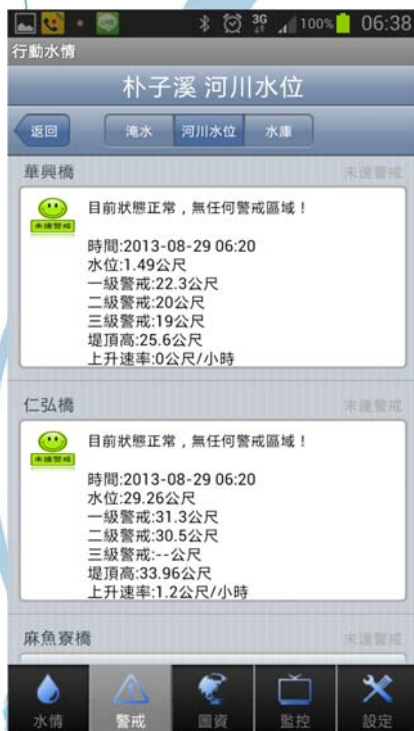 3G 100% 06:38
行動水情
朴子溪 河川水位
返回 淹水 河川水位 水庫
華興橋 未達警戒
目前狀態正常，無任何警戒區域！
未達警戒
時間:2013-08-29 06:20
水位:1.49公尺
一級警戒:22.3公尺
二級警戒:20公尺
三級警戒:19公尺
堤頂高:25.6公尺
上升速率:0公尺/小時
仁弘橋 未達警戒
目前狀態正常，無任何警戒區域！
未達警戒
時間:2013-08-29 06:20
水位:29.26公尺
一級警戒:31.3公尺
二級警戒:30.5公尺
三級警戒:--公尺
堤頂高:33.96公尺
上升速率:1.2公尺/小時
麻魚寮橋 未達警戒
水情 警戒 圖資 監控 設定